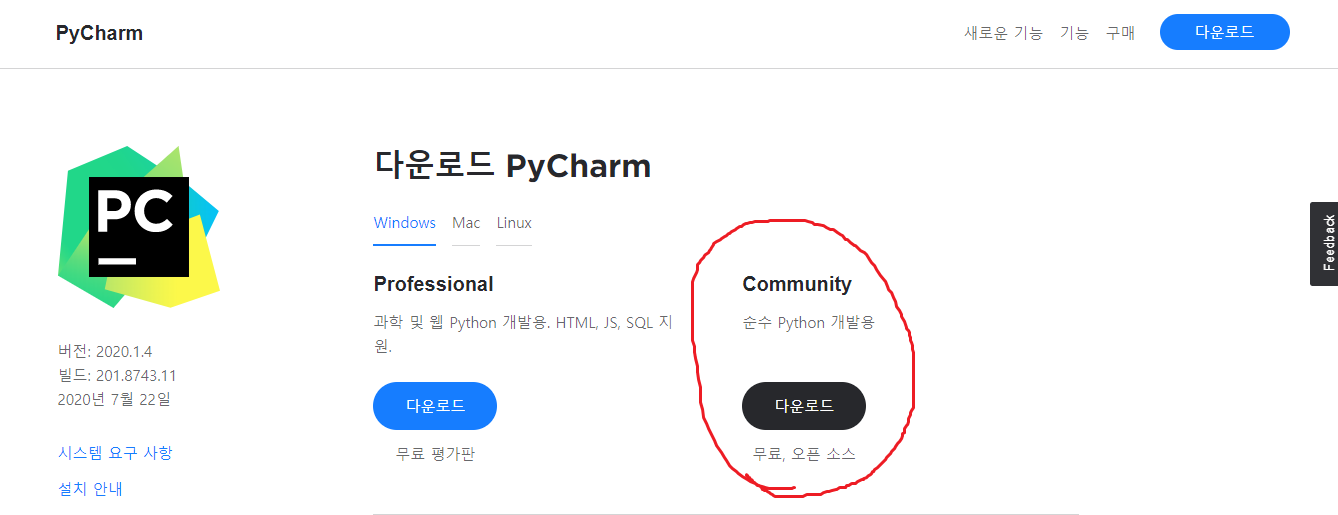 PyCharm
새로운 기능 기능 구매 다운로드
PC
다운로드 PyCharm
Windows Mac Linux
Professional
과학 및 웹 Python 개발용. HTML, JS, SQL 지
원.
다운로드
무료 평가판
Community
순수 Python 개발용
다운로드
무료, 오픈 소스
버전: 2020.1.4
빌드: 201.8743.11
2020년 7월 22일
시스템 요구 사항
설치 안내
Feedback